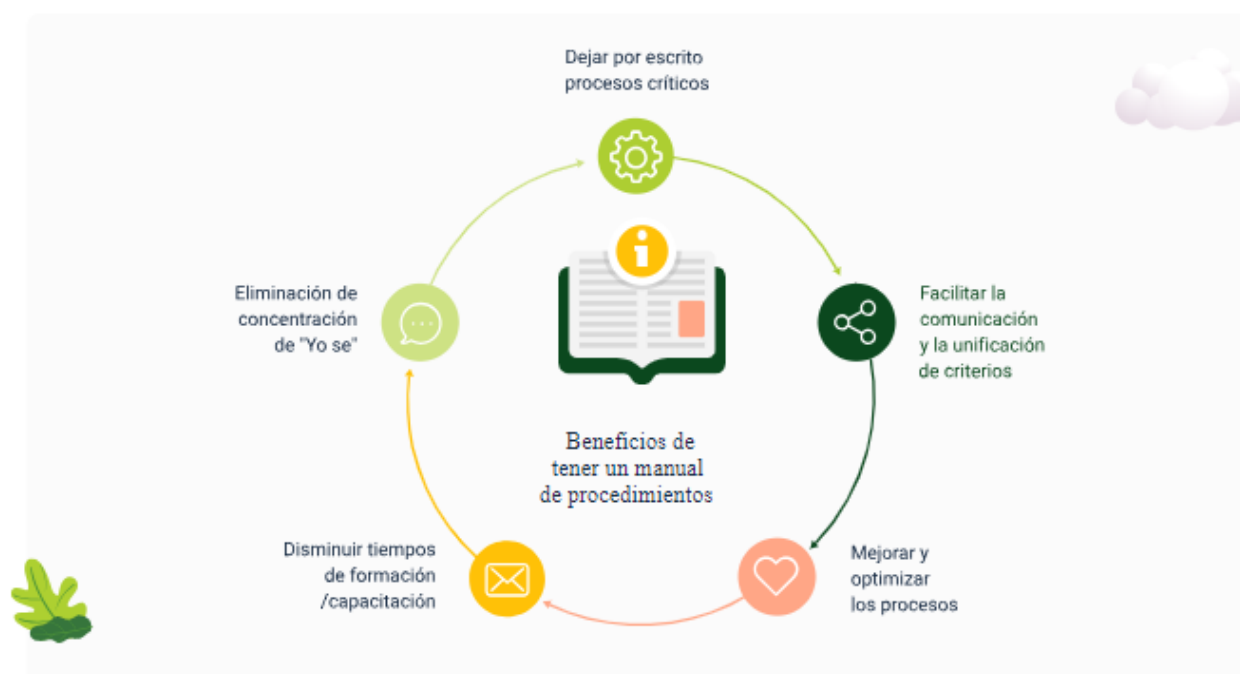 Dejar por escrito
procesos críticos
Facilitar la
comunicación
y la unificación
de criterios
Mejorar y
optimizar
los procesos
Disminuir tiempos
de formación
/capacitación
Eliminación de
concentración
de "Yo se"
Beneficios de
tener un manual
de procedimientos